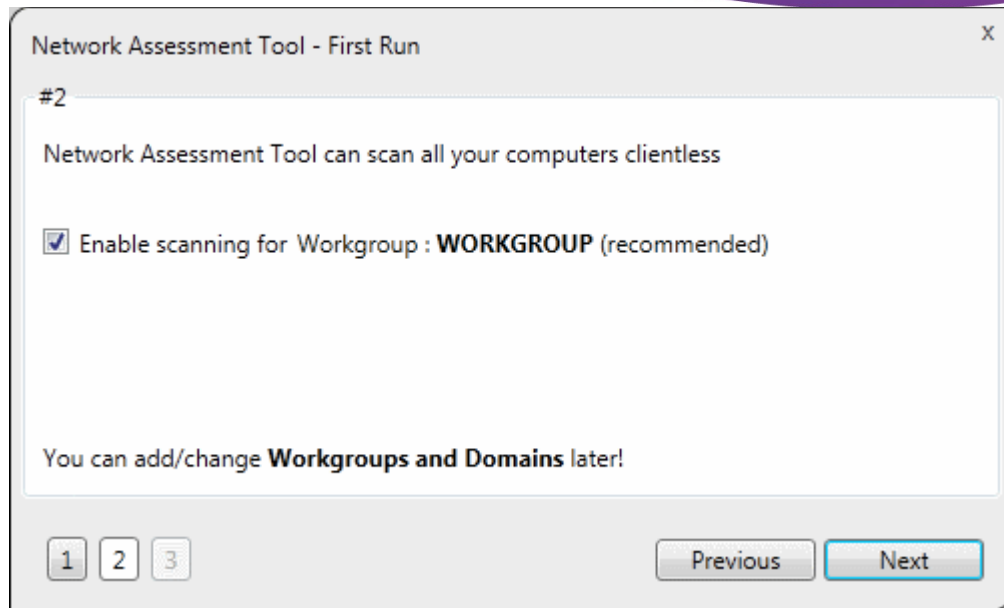 Network Assessment Tool - First Run
x
#2
Network Assessment Tool can scan all your computers clientless
Enable scanning for Workgroup : WORKGROUP (recommended)
You can add/change Workgroups and Domains later!
1 2 3 Previous Next